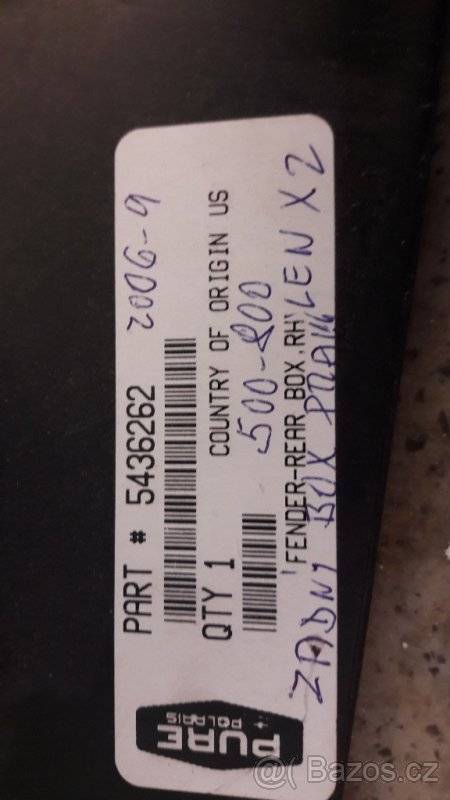 PART # 5436262 2006-9
QTY 1 COUNTRY OF ORIGIN US
500-800
FENDER-REAR BOX,RH LEN X2
ZADNÝ BOX PRAVÝ
PURE
POLARIS
@( Bazos.cz